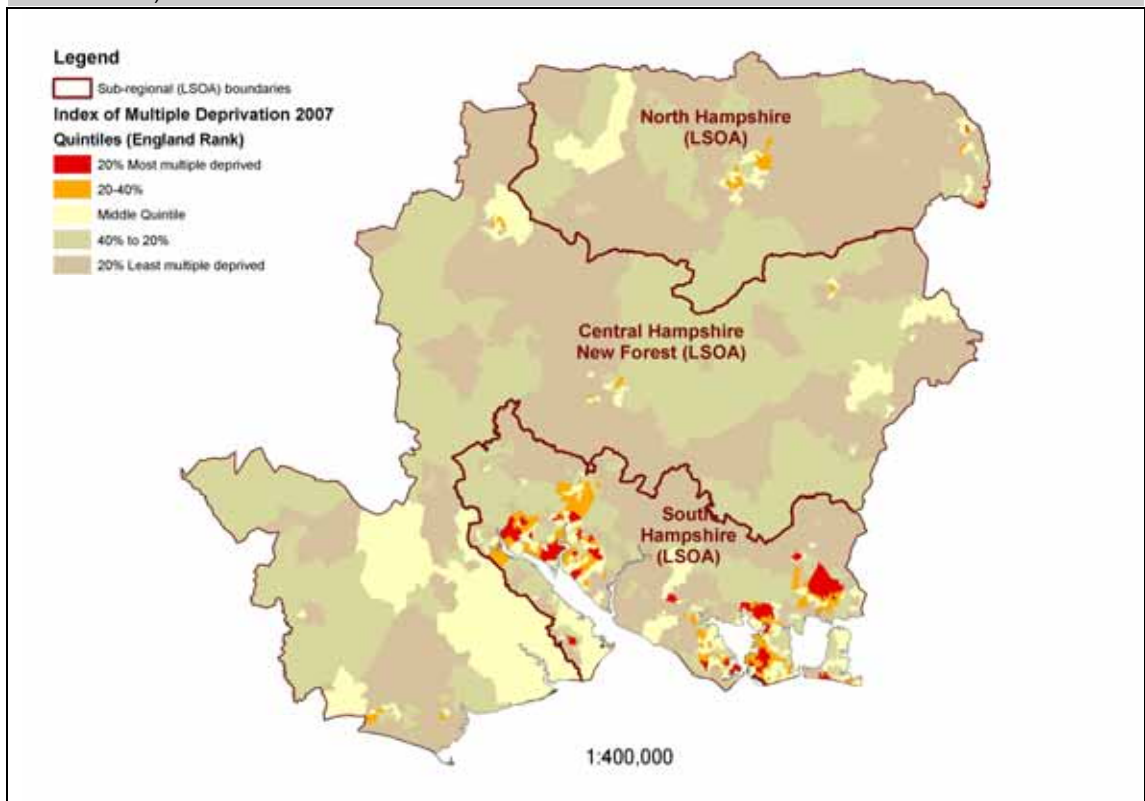 Legend
Sub-regional (LSOA) boundaries
Index of Multiple Deprivation 2007
Quintiles (England Rank)
20% Most multiple deprived
20-40%
Middle Quintile
40% to 20%
20% Least multiple deprived
North Hampshire
(LSOA)
Central Hampshire
New Forest (LSOA)
South
Hampshire
(LSOA)
1:400,000